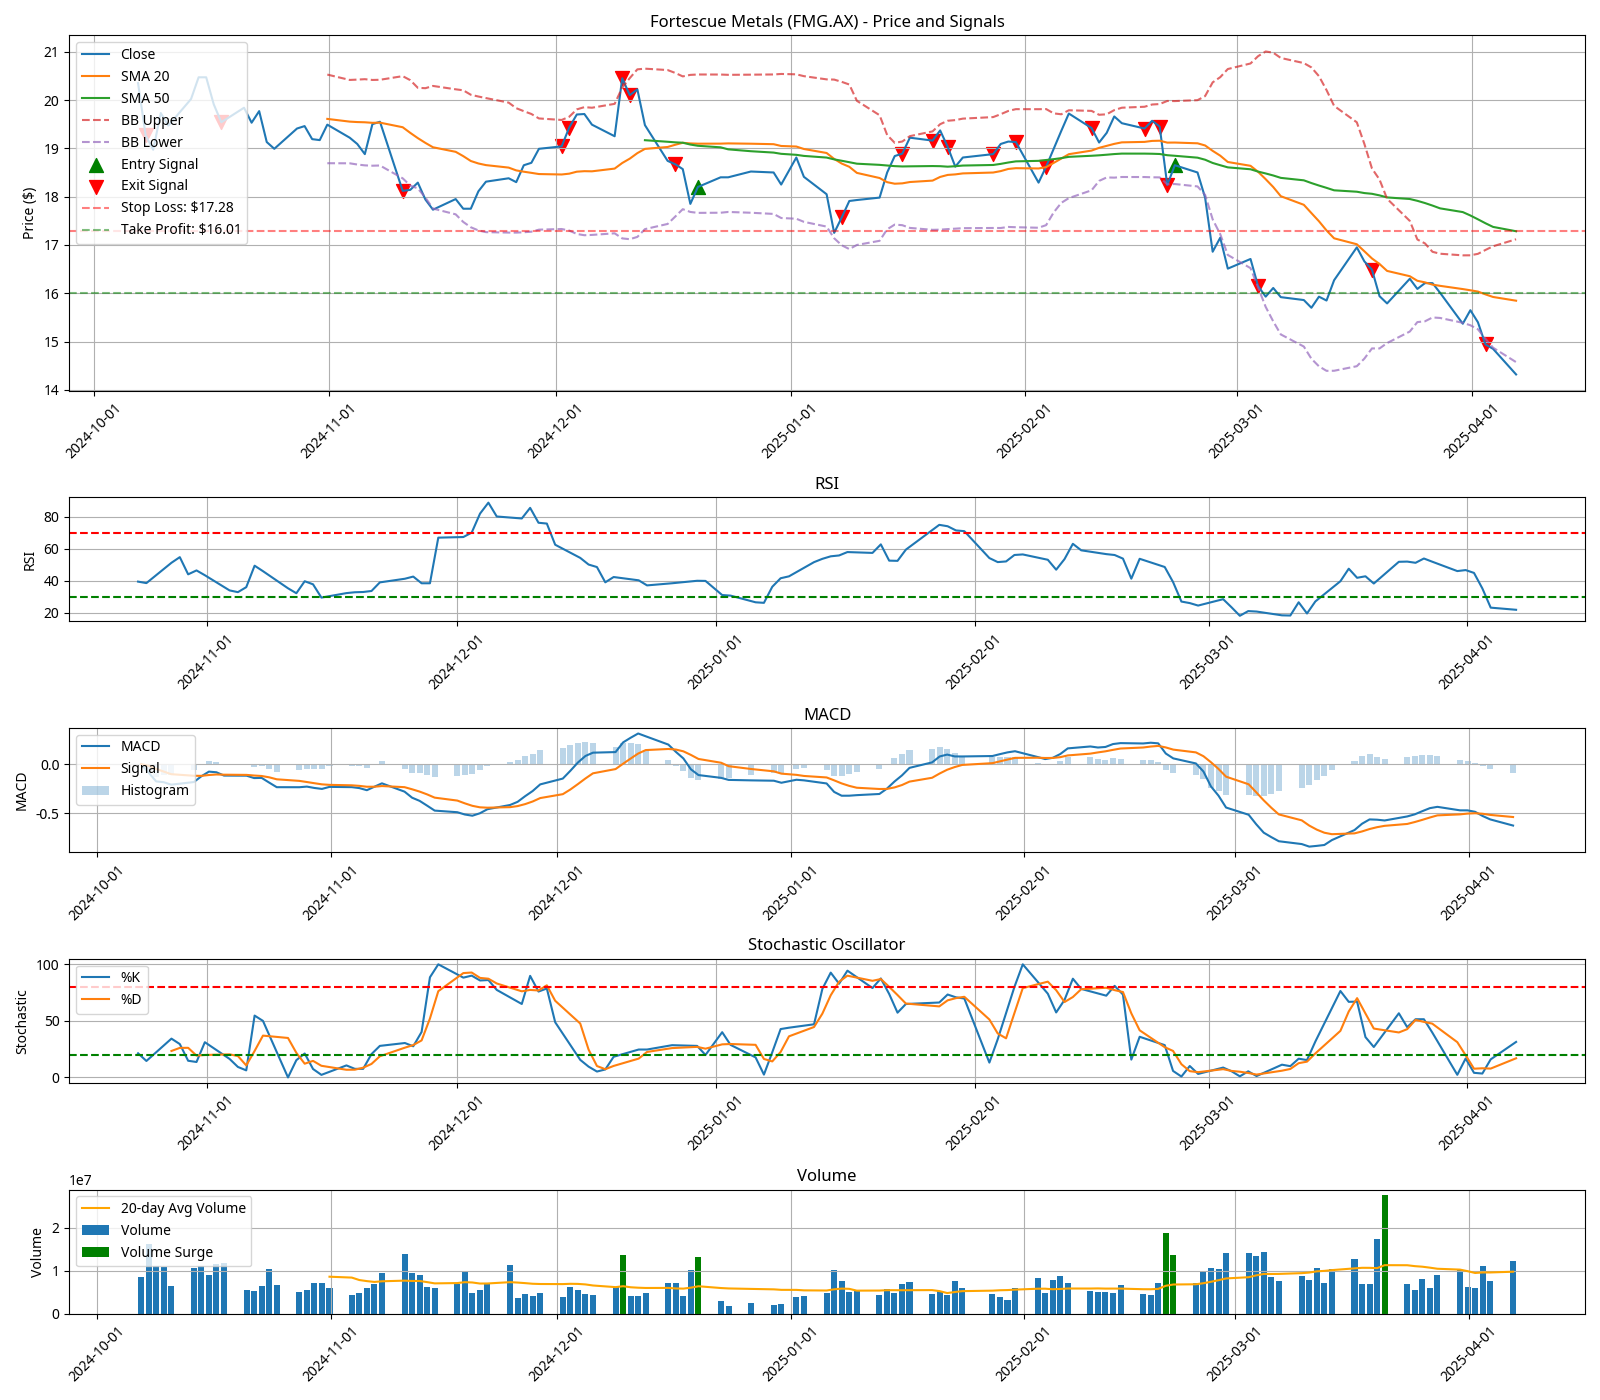 Fortescue Metals (FMG.AX) - Price and Signals
Price ($)
21
20
19
18
17
16
15
14
Close
SMA 20
SMA 50
BB Upper
BB Lower
Entry Signal
Exit Signal
Stop Loss: $17.28
Take Profit: $16.01
2024-10-01
2024-11-01
2024-12-01
2025-01-01
2025-02-01
2025-03-01
2025-04-01
RSI
RSI
80
60
40
20
2024-11-01
2024-12-01
2025-01-01
2025-02-01
2025-03-01
2025-04-01
MACD
MACD
0.0
-0.5
MACD
Signal
Histogram
2024-10-01
2024-11-01
2024-12-01
2025-01-01
2025-02-01
2025-03-01
2025-04-01
Stochastic Oscillator
Stochastic
100
50
0
%K
%D
2024-11-01
2024-12-01
2025-01-01
2025-02-01
2025-03-01
2025-04-01
Volume
1e7
Volume
2
1
0
20-day Avg Volume
Volume
Volume Surge
2024-10-01
2024-11-01
2024-12-01
2025-01-01
2025-02-01
2025-03-01
2025-04-01